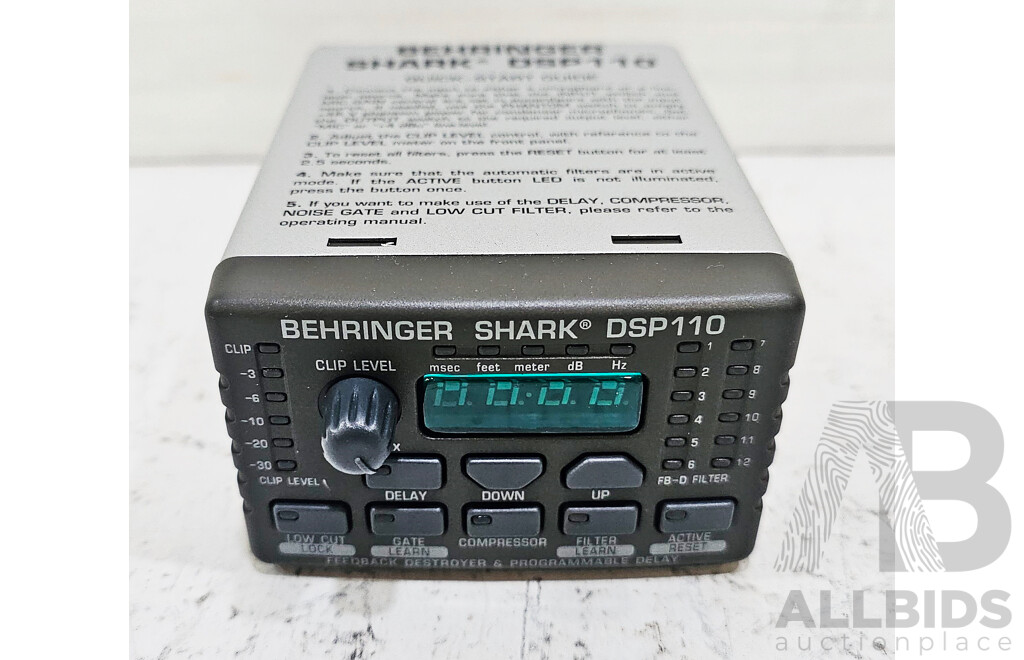 BEHRINGER
SHARK® DSP110
QUICK-START GUIDE
2. Adjust the CLIP LEVEL control, with reference to the
CLIP LEVEL meter on the front panel.
3. To reset all filters, press the RESET button for at least
2.5 seconds.
4. Make sure that the automatic filters are in active
mode. If the ACTIVE button LED is not illuminated,
press the button once.
5. If you want to make use of the DELAY, COMPRESSOR,
NOISE GATE and LOW CUT FILTER, please refer to the
operating manual.
BEHRINGER SHARK® DSP110
CLIP
-3
-6
-10
-20
-30
CLIP LEVEL
CLIP LEVEL
msec feet meter dB Hz
1 7
2 8
3 9
4 10
5 11
6 12
FB-D FILTER
DELAY DOWN UP
LOW CUT GATE COMPRESSOR FILTER ACTIVE
LOCK LEARN LEARN RESET
FEEDBACK DESTROYER & PROGRAMMABLE DELAY
AB
ALLBIDS
auctionplace